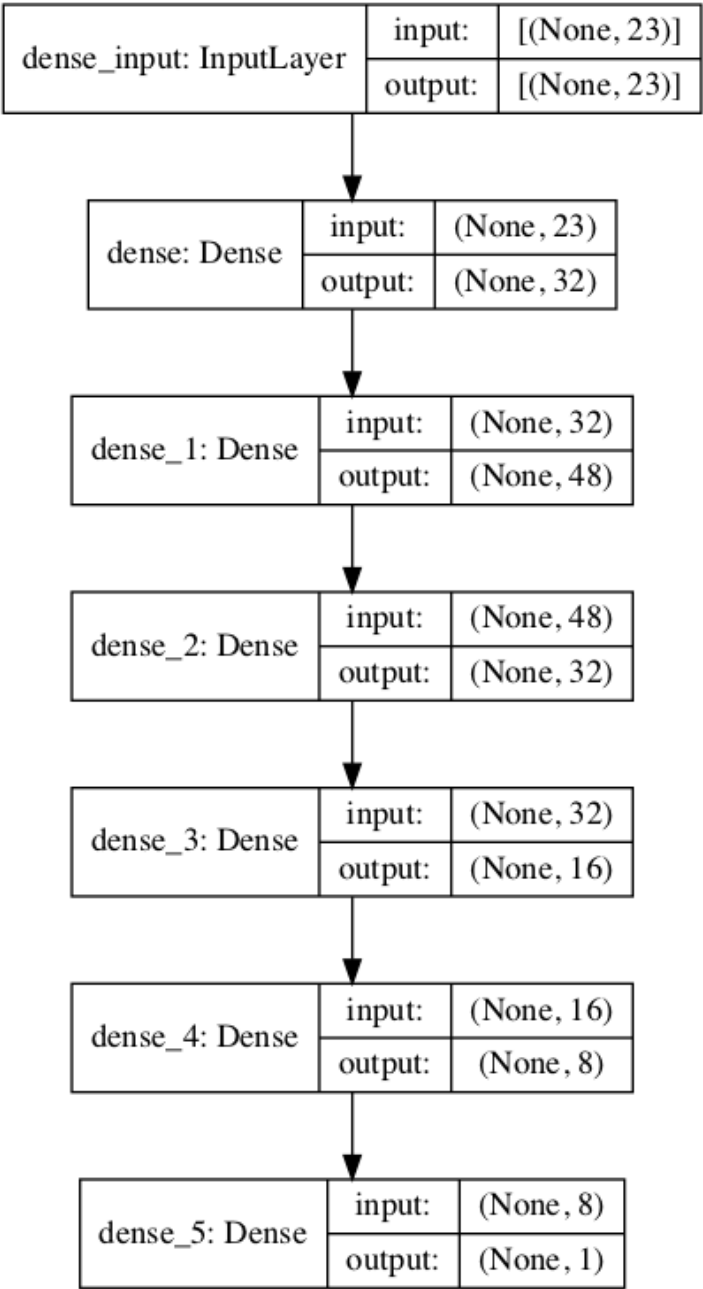 dense_input: InputLayer
input: [(None, 23)]
output: [(None, 23)]
dense: Dense
input: (None, 23)
output: (None, 32)
dense_1: Dense
input: (None, 32)
output: (None, 48)
dense_2: Dense
input: (None, 48)
output: (None, 32)
dense_3: Dense
input: (None, 32)
output: (None, 16)
dense_4: Dense
input: (None, 16)
output: (None, 8)
dense_5: Dense
input: (None, 8)
output: (None, 1)